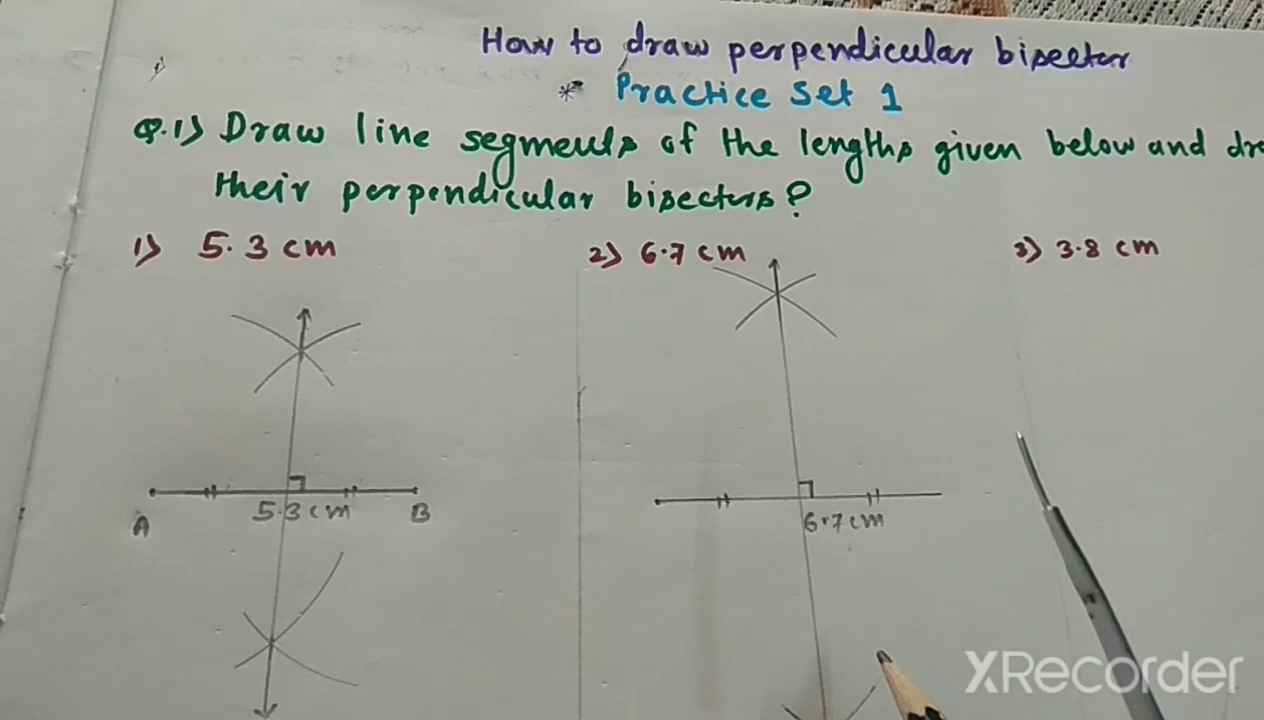 How to draw perpendicular bisector
* Practice Set 1
Q.1) Draw line segments of the lengths given below and
their perpendicular bisectors?
1) 5.3 cm
2) 6.7 cm
3) 3.8 cm
A 5.3 cm B
6.7 cm
XRecorder